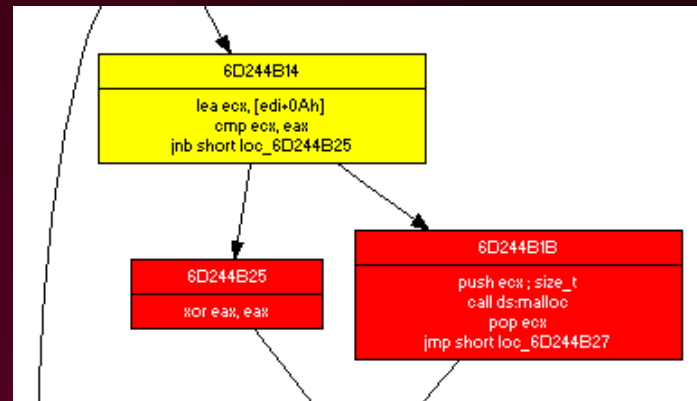 6D244B14
lea ecx, [edi+0Ah]
cmp ecx, eax
jnb short loc_6D244B25
6D244B25
xor eax, eax
6D244B1B
push ecx ; size_t
call ds:malloc
pop ecx
jmp short loc_6D244B27